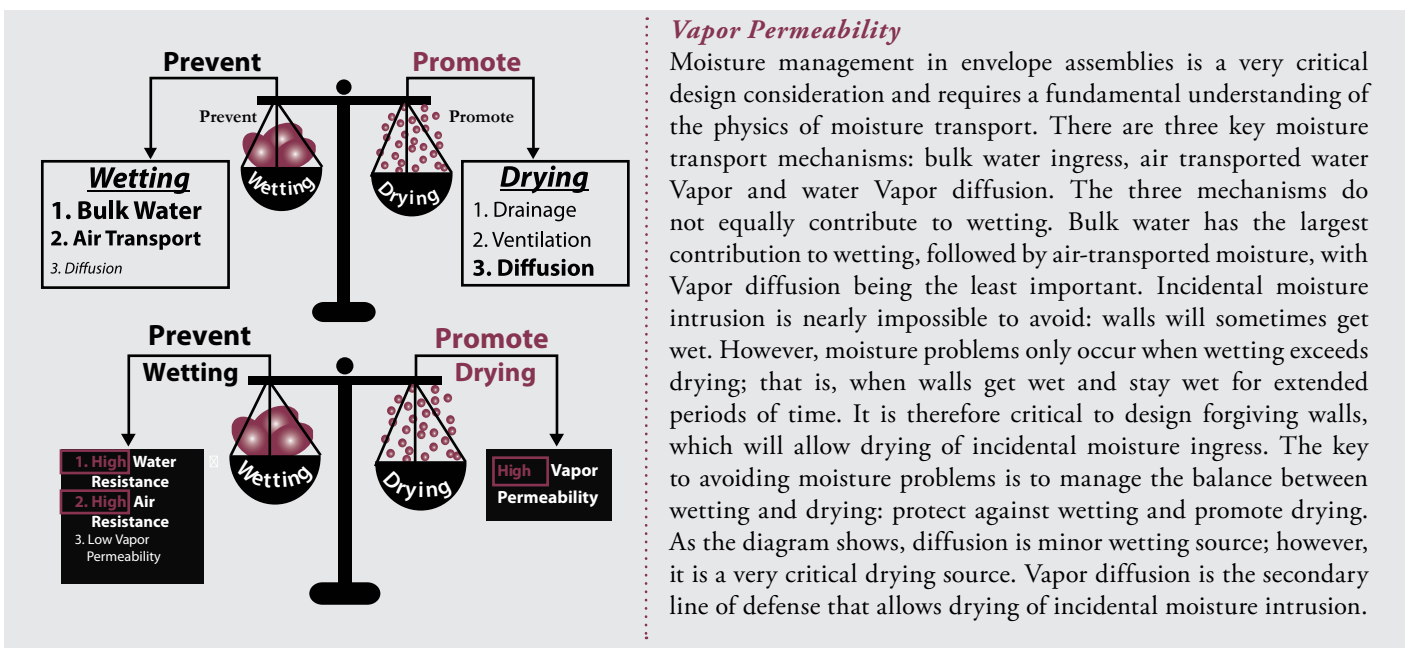 Prevent
Promote
Prevent
Promote
Wetting
1. Bulk Water
2. Air Transport
3. Diffusion
Wetting
Drying
Drying
1. Drainage
2. Ventilation
3. Diffusion
Prevent
Wetting
Promote
Drying
1. High Water
Resistance
2. High Air
Resistance
3. Low Vapor
Permeability
Wetting
Drying
High Vapor
Permeability
Vapor Permeability
Moisture management in envelope assemblies is a very critical
design consideration and requires a fundamental understanding of
the physics of moisture transport. There are three key moisture
transport mechanisms: bulk water ingress, air transported water
Vapor and water Vapor diffusion. The three mechanisms do
not equally contribute to wetting. Bulk water has the largest
contribution to wetting, followed by air-transported moisture, with
Vapor diffusion being the least important. Incidental moisture
intrusion is nearly impossible to avoid: walls will sometimes get
wet. However, moisture problems only occur when wetting exceeds
drying; that is, when walls get wet and stay wet for extended
periods of time. It is therefore critical to design forgiving walls,
which will allow drying of incidental moisture ingress. The key
to avoiding moisture problems is to manage the balance between
wetting and drying: protect against wetting and promote drying.
As the diagram shows, diffusion is minor wetting source; however,
it is a very critical drying source. Vapor diffusion is the secondary
line of defense that allows drying of incidental moisture intrusion.